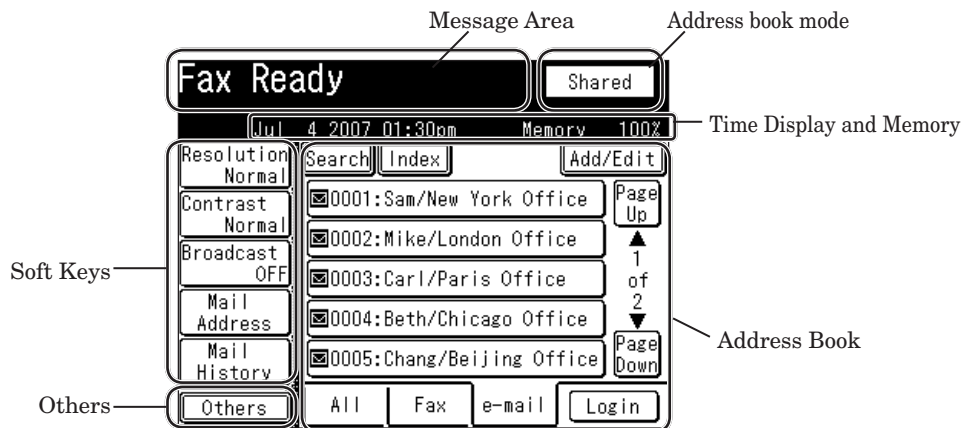 Message Area
Address book mode
Fax Ready
Shared
Jul 4 2007 01:30pm Memory 100%
Time Display and Memory
Resolution
Normal
Contrast
Normal
Broadcast
OFF
Mail
Address
Mail
History
Others
Soft Keys
Others
Search Index Add/Edit
0001:Sam/New York Office
0002:Mike/London Office
0003:Carl/Paris Office
0004:Beth/Chicago Office
0005:Chang/Beijing Office
Page
Up
1
of
2
Page
Down
Address Book
All Fax e-mail Login